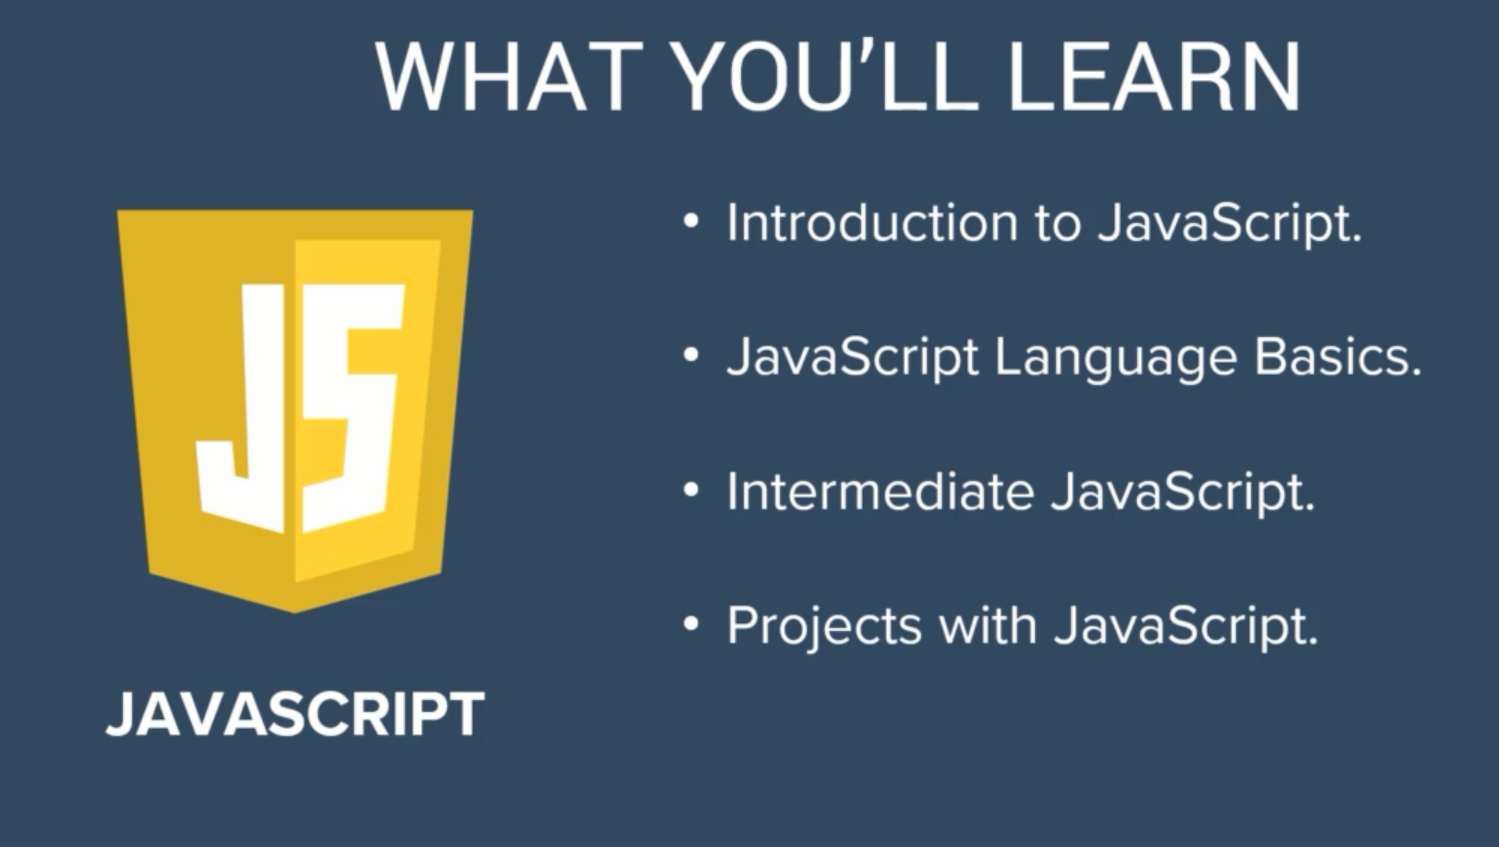 WHAT YOU’LL LEARN
JS
JAVASCRIPT
• Introduction to JavaScript.
• JavaScript Language Basics.
• Intermediate JavaScript.
• Projects with JavaScript.